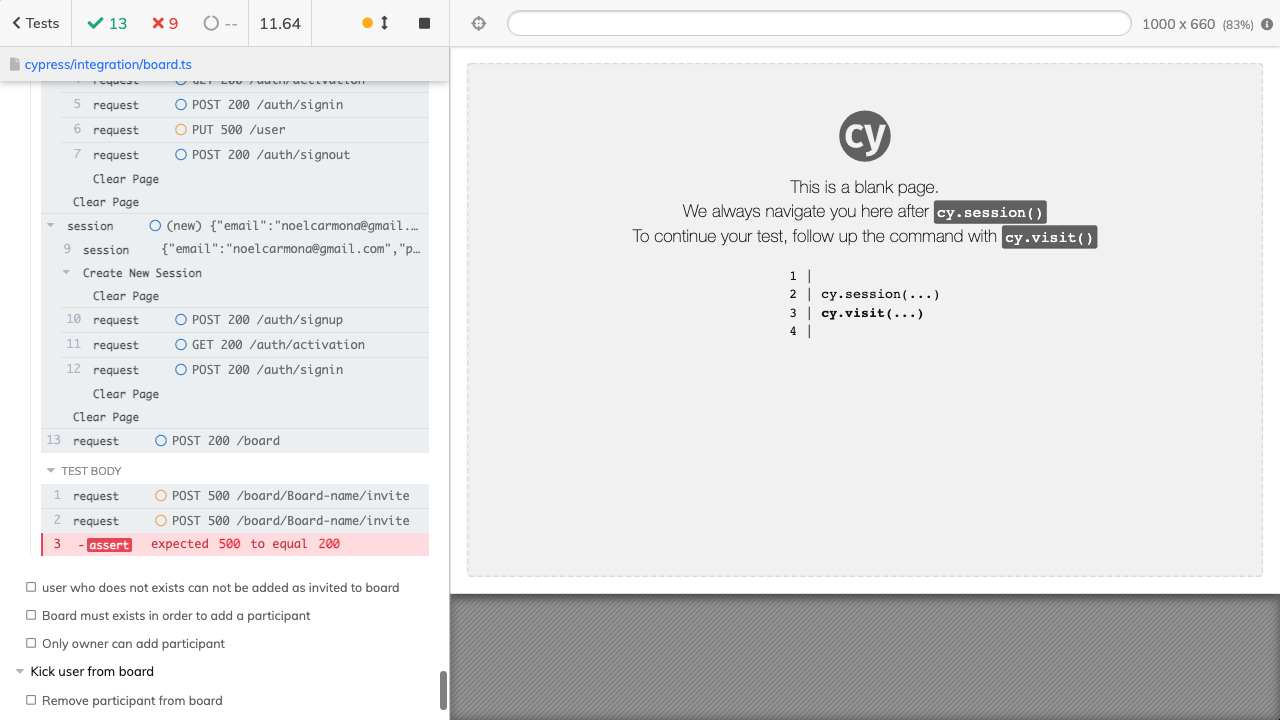 Tests
13
9
--
11.64
1000 x 660 (83%)
cypress/integration/board.ts
request GET 200 /auth/activation
5 request POST 200 /auth/signin
6 request PUT 500 /user
7 request POST 200 /auth/signout
Clear Page
Clear Page
session (new) {"email":"noelcarmona@gmail.…
9 session {"email":"noelcarmona@gmail.com","p…
Create New Session
Clear Page
10 request POST 200 /auth/signup
11 request GET 200 /auth/activation
12 request POST 200 /auth/signin
Clear Page
Clear Page
13 request POST 200 /board
TEST BODY
1 request POST 500 /board/Board-name/invite
2 request POST 500 /board/Board-name/invite
3 -assert expected 500 to equal 200
user who does not exists can not be added as invited to board
Board must exists in order to add a participant
Only owner can add participant
Kick user from board
Remove participant from board
cy
This is a blank page.
We always navigate you here after cy.session()
To continue your test, follow up the command with cy.visit()
1 |
2 | cy.session(...)
3 | cy.visit(...)
4 |